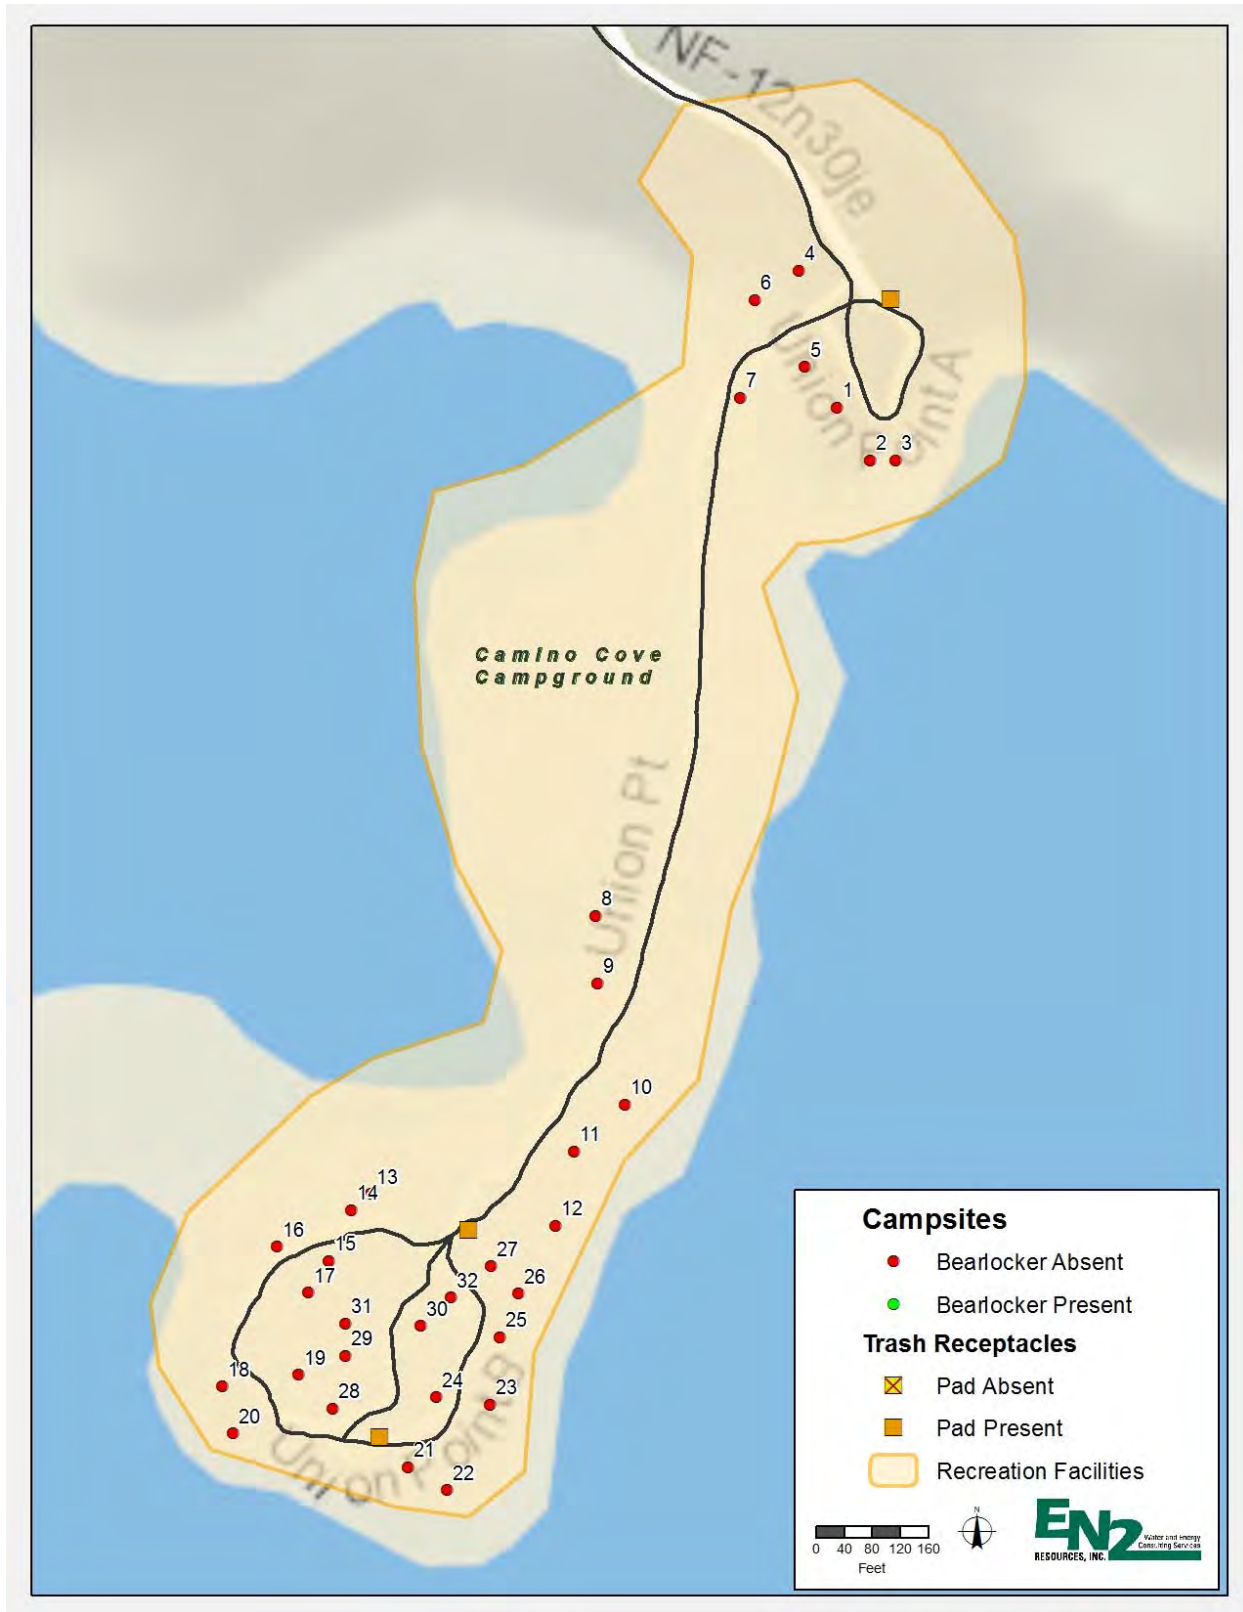 NF-12n30je
4
6
5
7
1
Union Point A
2
3
Camino Cove
Campground
Union Pt
8
9
10
11
13
14
12
16
15
27
17
32
26
31
30
25
29
18
19
24
23
28
20
Union Point B
21
22
Campsites
Bearlocker Absent
Bearlocker Present
Trash Receptacles
Pad Absent
Pad Present
Recreation Facilities
0 40 80 120 160
Feet
N
EN2
RESOURCES, INC.
Water and Energy
Consulting Services